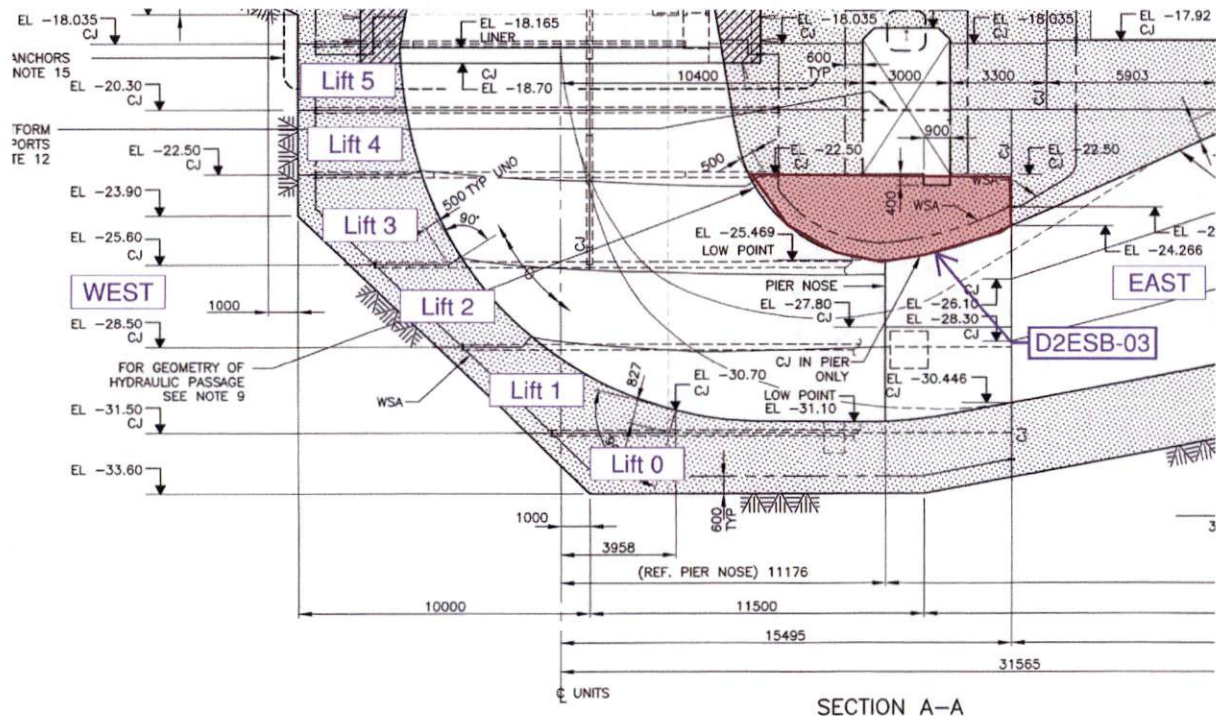 EL -18.035
CJ
EL -18.165
LINER
EL -18.035
CJ
EL -18.035
CJ
EL -17.92
CJ
ANCHORS
NOTE 15
CJ
EL -18.70
10400
600
TYP
3000
3300
5903
Lift 5
EL -20.30
CJ
CJ
TFORM
PORTS
TE 12
Lift 4
900
EL -22.50
CJ
500
EL -22.50
CJ
CJ
EL -22.50
CJ
EL -23.90
500 TYP UNO
90°
400
WSA
WSA
Lift 3
CJ
EL -25.469
LOW POINT
EL -24.266
EL -25.60
CJ
WEST
EAST
PIER NOSE
CJ
EL -26.10
Lift 2
1000
EL -27.80
CJ
EL -28.30
CJ
EL -28.50
CJ
D2ESB-03
FOR GEOMETRY OF
HYDRAULIC PASSAGE
SEE NOTE 9
CJ IN PIER
ONLY
WSA
Lift 1
827
EL -30.70
CJ
LOW POINT
EL -31.10
EL -30.446
CJ
EL -31.50
CJ
CJ
Lift 0
EL -33.60
1000
600
TYP
3958
(REF. PIER NOSE) 11176
10000
11500
15495
31565
℄ UNITS
SECTION A-A